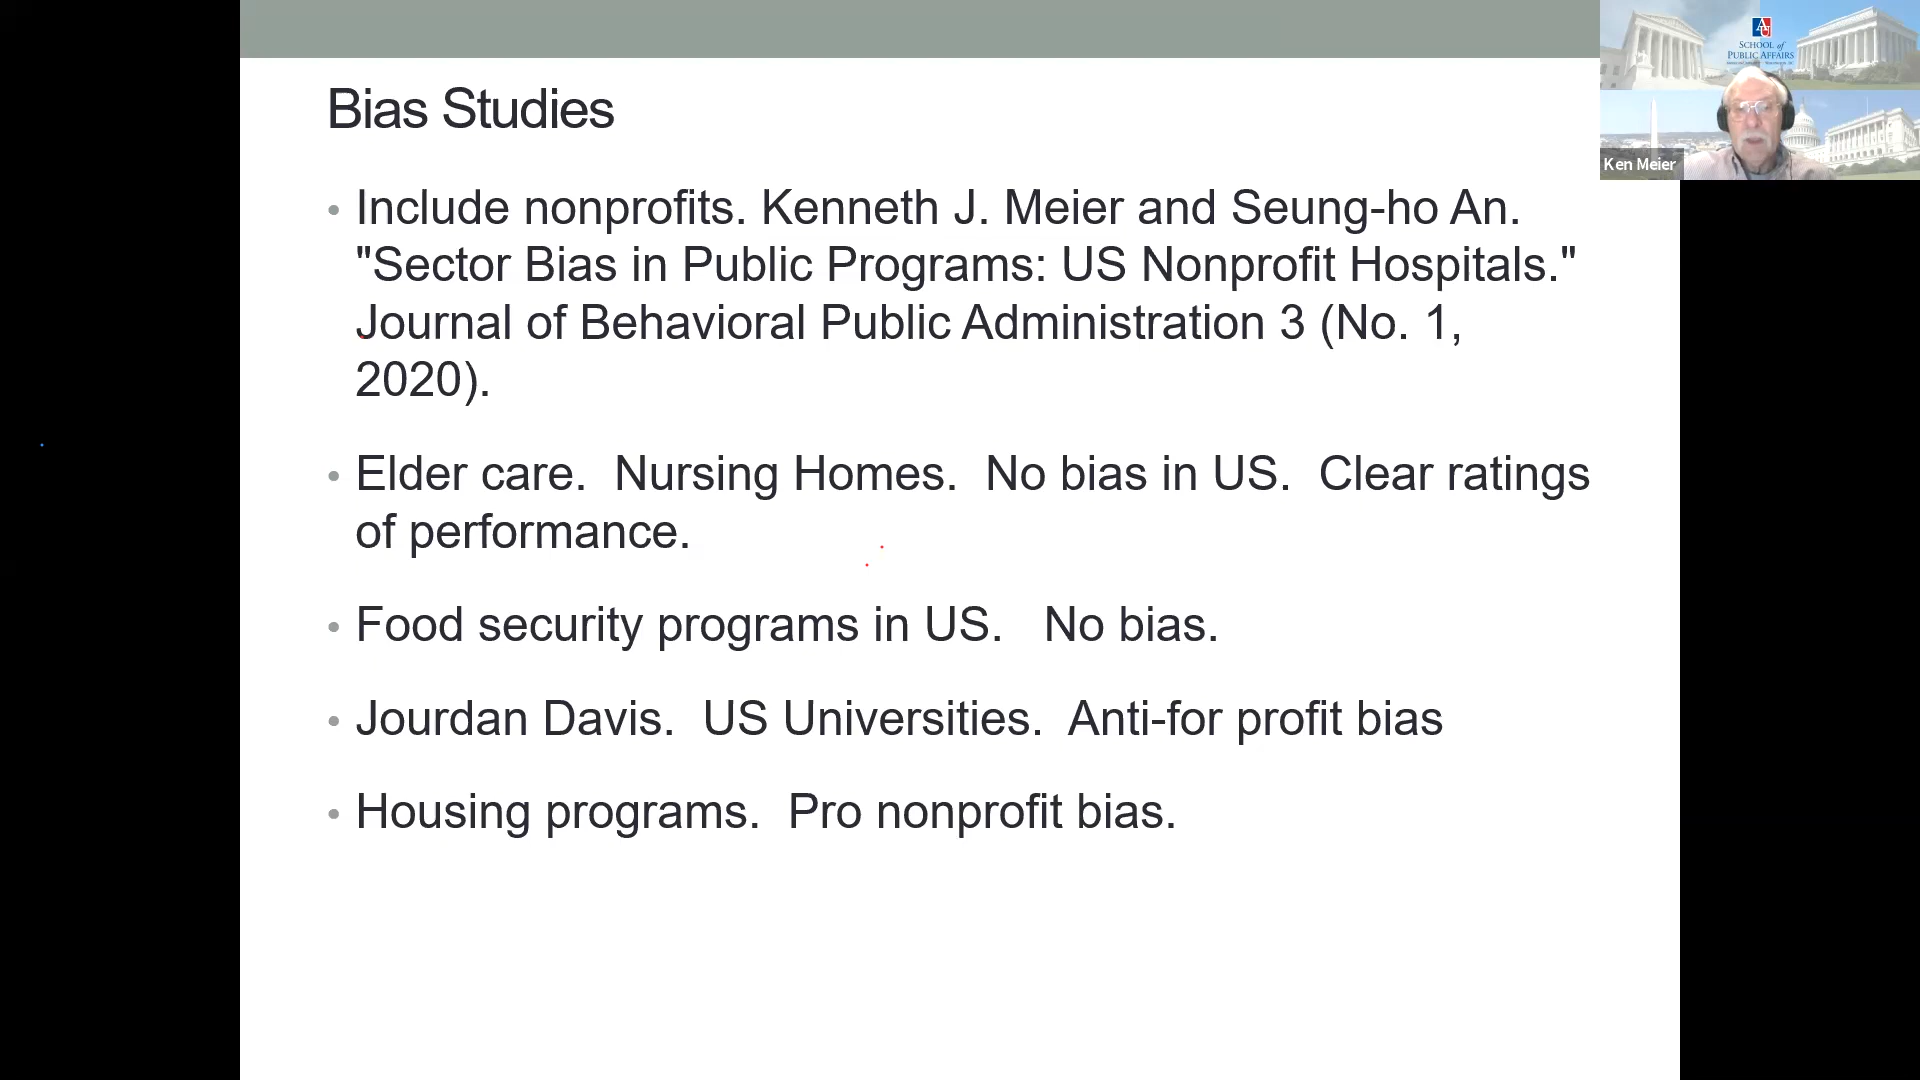 Bias Studies
• Include nonprofits. Kenneth J. Meier and Seung-ho An.
"Sector Bias in Public Programs: US Nonprofit Hospitals."
Journal of Behavioral Public Administration 3 (No. 1,
2020).
• Elder care.  Nursing Homes.  No bias in US.  Clear ratings
of performance.
• Food security programs in US.   No bias.
• Jourdan Davis.  US Universities.  Anti-for profit bias
• Housing programs.  Pro nonprofit bias.
AU
SCHOOL of
PUBLIC AFFAIRS
Ken Meier